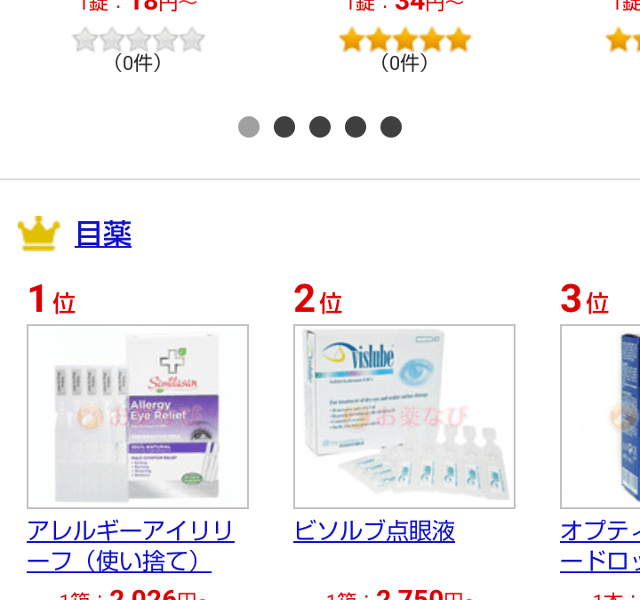 1錠：18円～ 1錠：34円～
（0件） （0件）
目薬
1位 2位 3位
Similasan
Allergy
Eye Relief
100% NATURAL
vislube
お薬なび お薬なび
アレルギーアイリリ ビソルブ点眼液 オプティ
ーフ（使い捨て） ードロッ
1箱：2,026円～ 1箱：2,750円～ 1本：